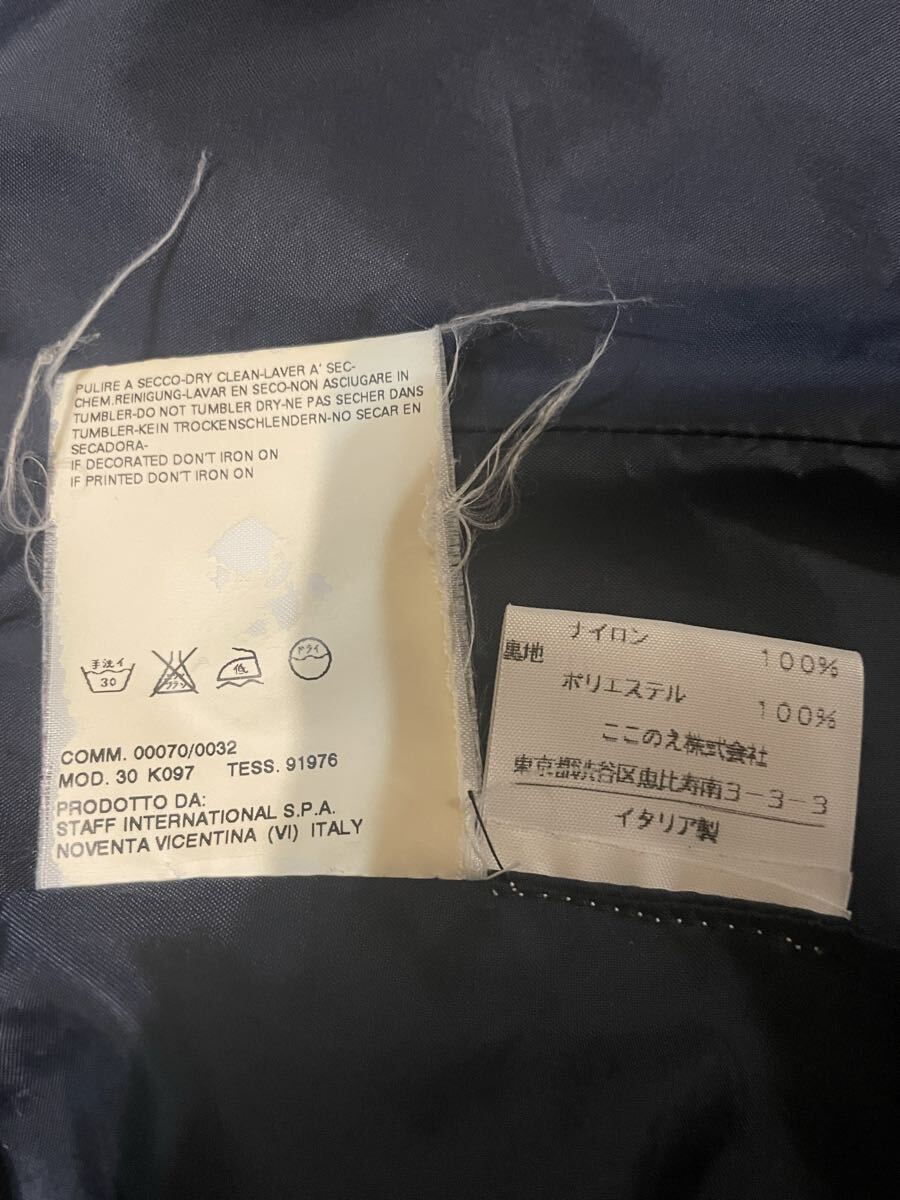 PULIRE A SECCO-DRY CLEAN-LAVER A' SEC-
CHEM.REINIGUNG-LAVAR EN SECO-NON ASCIUGARE IN
TUMBLER-DO NOT TUMBLER DRY-NE PAS SECHER DANS
TUMBLER-KEIN TROCKENSCHLENDERN-NO SECAR EN
SECADORA-
IF DECORATED DON'T IRON ON
IF PRINTED DON'T IRON ON
手洗イ
30
低
ドライ
COMM. 00070/0032
MOD. 30 K097 TESS. 91976
PRODOTTO DA:
STAFF INTERNATIONAL S.P.A.
NOVENTA VICENTINA (VI) ITALY
ナイロン 100%
裏地
ポリエステル 100%
ここのえ株式会社
東京都渋谷区恵比寿南3-3-3
イタリア製